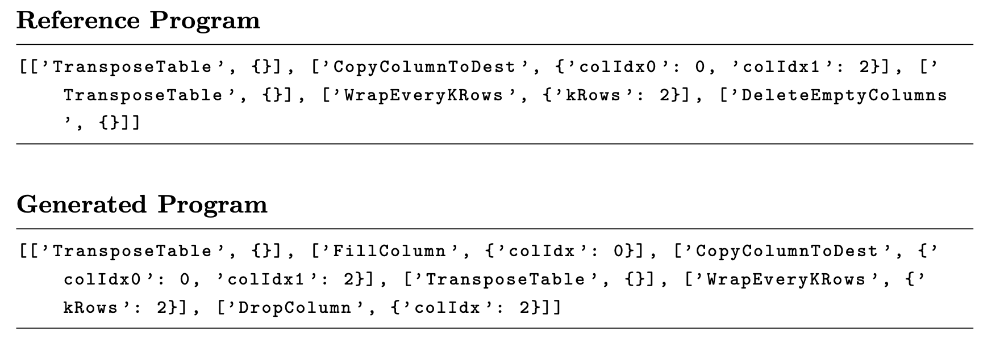 Reference Program
[['TransposeTable', {}], ['CopyColumnToDest', {'colIdx0': 0, 'colIdx1': 2}], ['
TransposeTable', {}], ['WrapEveryKRows', {'kRows': 2}], ['DeleteEmptyColumns
', {}]]
Generated Program
[['TransposeTable', {}], ['FillColumn', {'colIdx': 0}], ['CopyColumnToDest', {'
colIdx0': 0, 'colIdx1': 2}], ['TransposeTable', {}], ['WrapEveryKRows', {'
kRows': 2}], ['DropColumn', {'colIdx': 2}]]